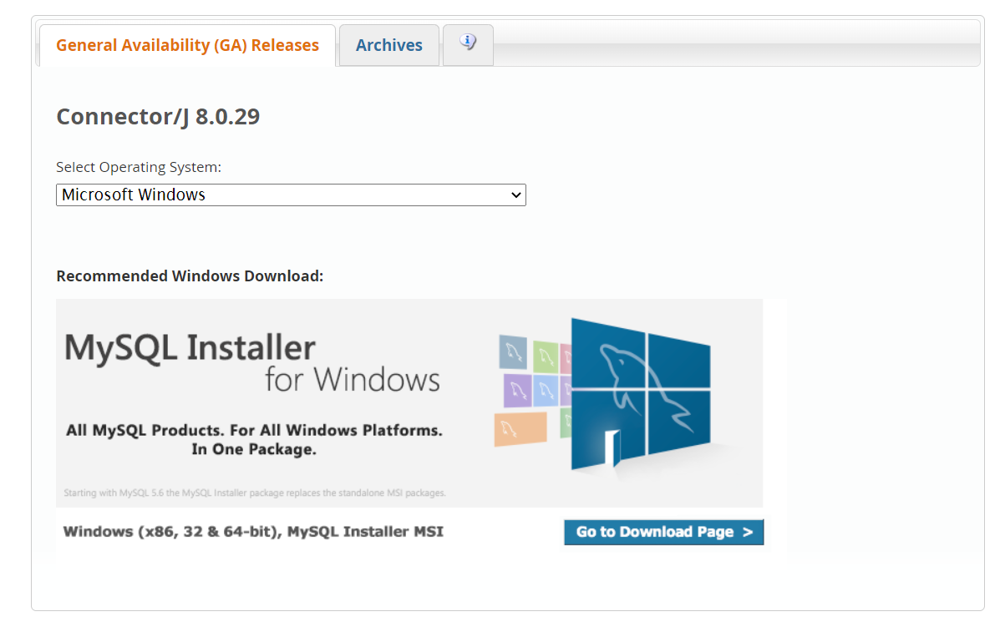 General Availability (GA) Releases
Archives
Connector/J 8.0.29
Select Operating System:
Microsoft Windows
Recommended Windows Download:
MySQL Installer
for Windows
All MySQL Products. For All Windows Platforms.
In One Package.
Starting with MySQL 5.6 the MySQL Installer package replaces the standalone MSI packages.
Windows (x86, 32 & 64-bit), MySQL Installer MSI
Go to Download Page >